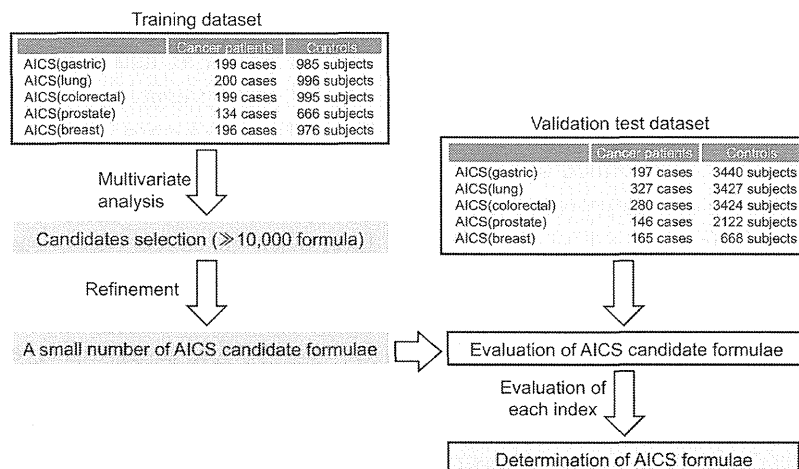 Training dataset
Cancer patients Controls
AICS(gastric) 199 cases 985 subjects
AICS(lung) 200 cases 996 subjects
AICS(colorectal) 199 cases 995 subjects
AICS(prostate) 134 cases 666 subjects
AICS(breast) 196 cases 976 subjects
Multivariate
analysis
Candidates selection (≫10,000 formula)
Refinement
A small number of AICS candidate formulae
Validation test dataset
Cancer patients Controls
AICS(gastric) 197 cases 3440 subjects
AICS(lung) 327 cases 3427 subjects
AICS(colorectal) 280 cases 3424 subjects
AICS(prostate) 146 cases 2122 subjects
AICS(breast) 165 cases 668 subjects
Evaluation of AICS candidate formulae
Evaluation of
each index
Determination of AICS formulae